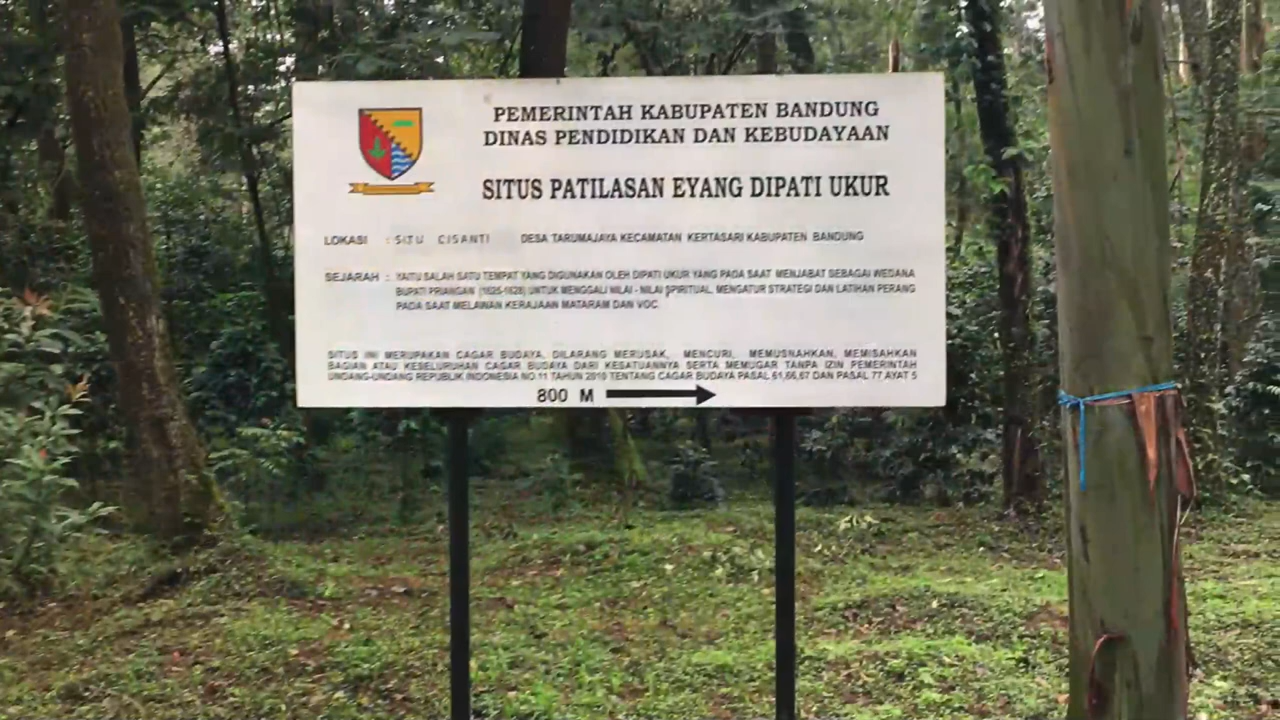 PEMERINTAH KABUPATEN BANDUNG
DINAS PENDIDIKAN DAN KEBUDAYAAN
SITUS PATILASAN EYANG DIPATI UKUR
LOKASI : SITU CISANTI DESA TARUMAJAYA KECAMATAN KERTASARI KABUPATEN BANDUNG
SEJARAH : YAITU SALAH SATU TEMPAT YANG DIGUNAKAN OLEH DIPATI UKUR YANG PADA SAAT MENJABAT SEBAGAI WEDANA
BUPATI PRIANGAN (1625-1628) UNTUK MENGGALI NILAI - NILAI SPIRITUAL, MENGATUR STRATEGI DAN LATIHAN PERANG
PADA SAAT MELAWAN KERAJAAN MATARAM DAN VOC.
SITUS INI MERUPAKAN CAGAR BUDAYA, DILARANG MERUSAK, MENCURI, MEMUSNAHKAN, MEMISAHKAN
BAGIAN ATAU KESELURUHAN CAGAR BUDAYA DARI KESATUANNYA SERTA MEMUGAR TANPA IZIN PEMERINTAH
UNDANG-UNDANG REPUBLIK INDONESIA NO.11 TAHUN 2010 TENTANG CAGAR BUDAYA PASAL 61,66,67 DAN PASAL 77 AYAT 5
800 M